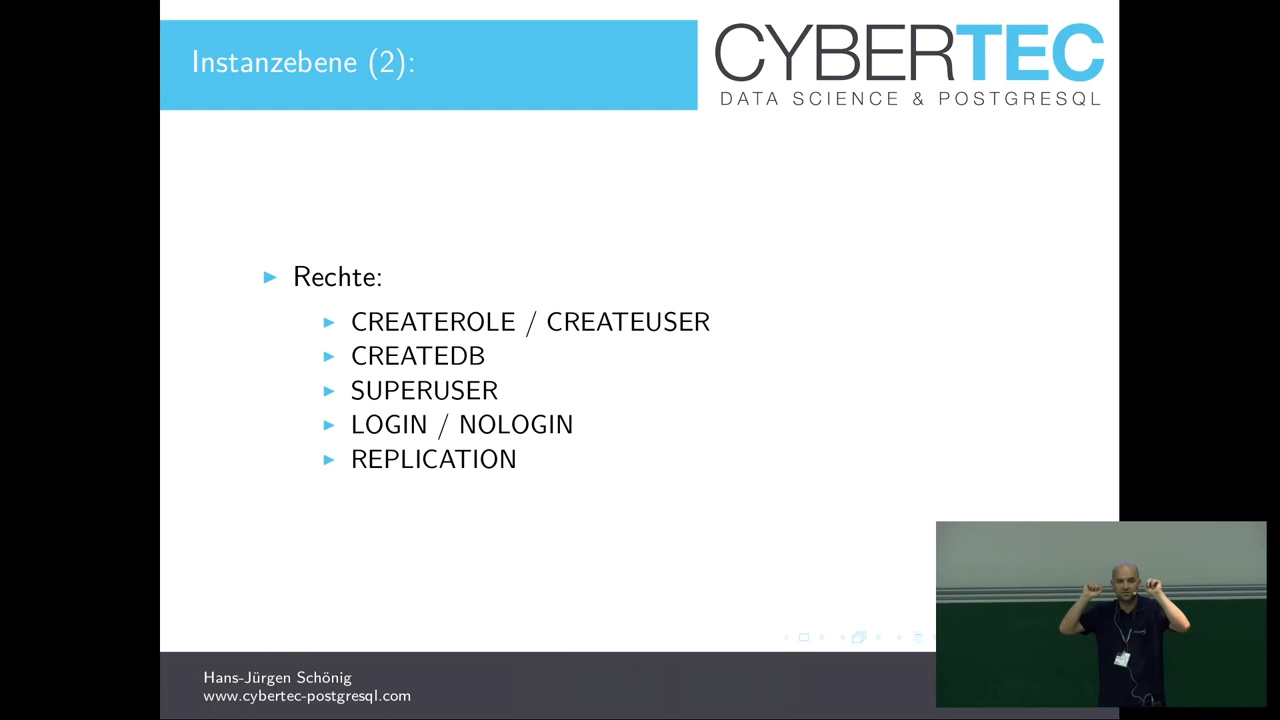 Instanzebene (2):
CYBERTEC
DATA SCIENCE & POSTGRESQL
Rechte:
CREATEROLE / CREATEUSER
CREATEDB
SUPERUSER
LOGIN / NOLOGIN
REPLICATION
Hans-Jürgen Schönig
www.cybertec-postgresql.com